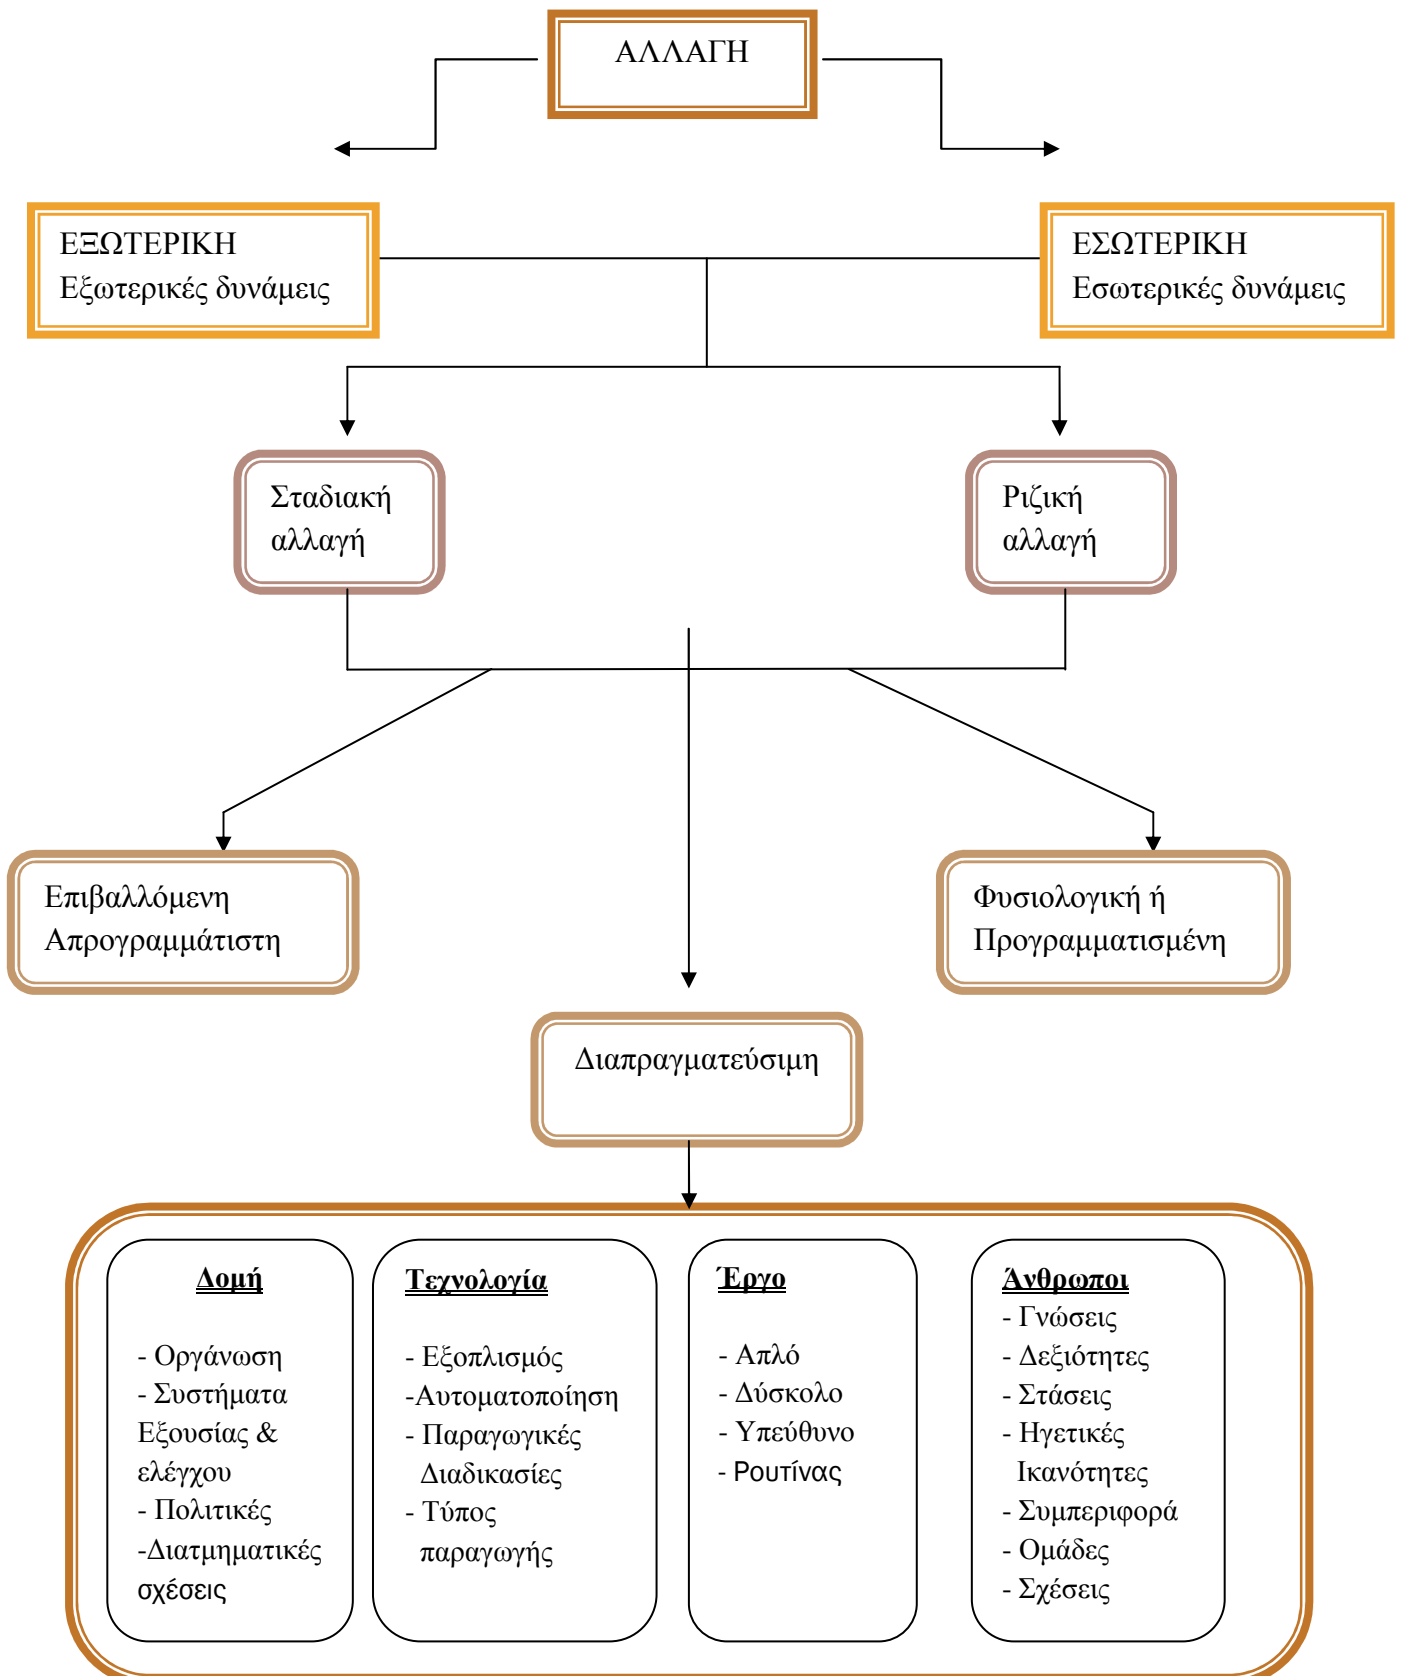 ΑΛΛΑΓΗ
ΕΞΩΤΕΡΙΚΗ
Εξωτερικές δυνάμεις
ΕΣΩΤΕΡΙΚΗ
Εσωτερικές δυνάμεις
Σταδιακή
αλλαγή
Ριζική
αλλαγή
Επιβαλλόμενη
Απρογραμμάτιστη
Φυσιολογική ή
Προγραμματισμένη
Διαπραγματεύσιμη
Δομή
- Οργάνωση
- Συστήματα
Εξουσίας &
ελέγχου
- Πολιτικές
-Διατμηματικές
σχέσεις
Τεχνολογία
- Εξοπλισμός
-Αυτοματοποίηση
- Παραγωγικές
Διαδικασίες
- Τύπος
παραγωγής
Έργο
- Απλό
- Δύσκολο
- Υπεύθυνο
- Ρουτίνας
Άνθρωποι
- Γνώσεις
- Δεξιότητες
- Στάσεις
- Ηγετικές
Ικανότητες
- Συμπεριφορά
- Ομάδες
- Σχέσεις